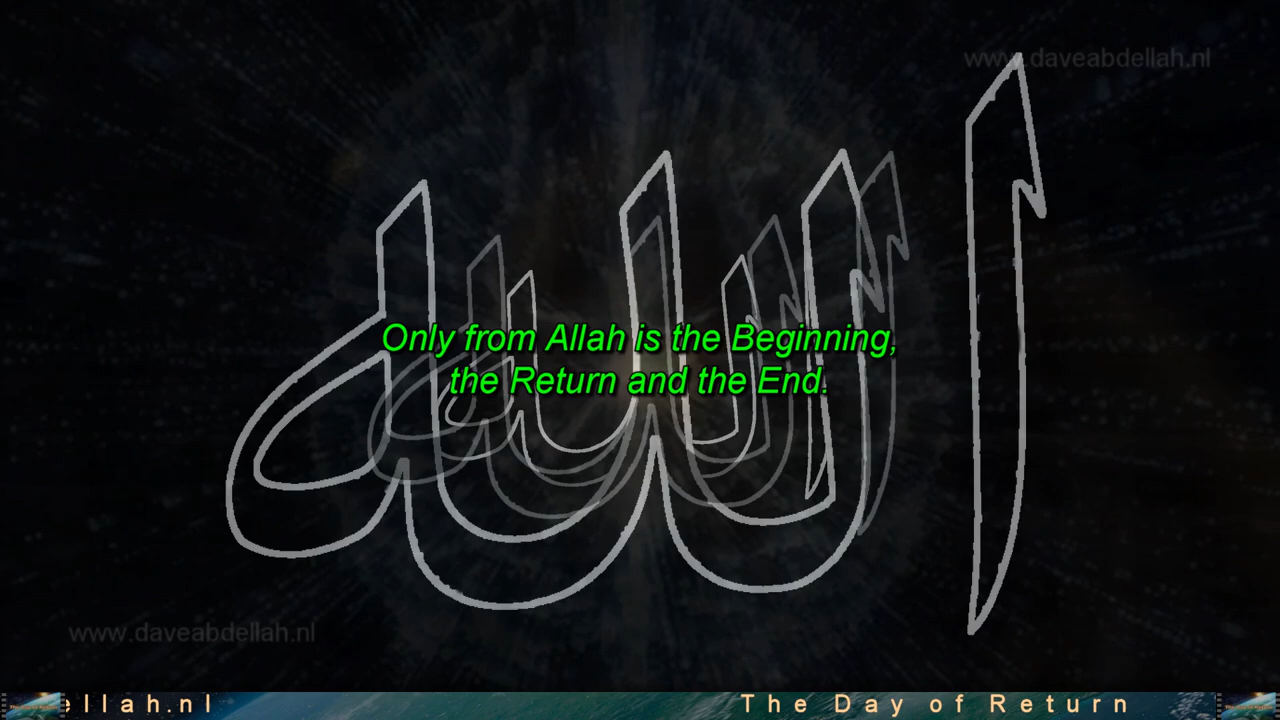 www.daveabdellah.nl
الله
Only from Allah is the Beginning,
the Return and the End.
www.daveabdellah.nl
ellah.nl
The Day of Return